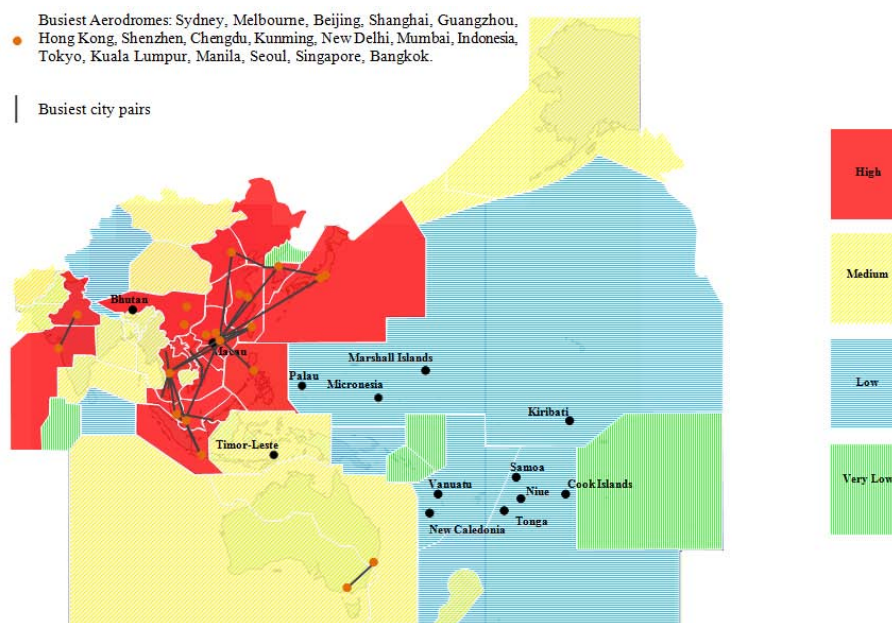 Busiest Aerodromes: Sydney, Melbourne, Beijing, Shanghai, Guangzhou,
Hong Kong, Shenzhen, Chengdu, Kunming, New Delhi, Mumbai, Indonesia,
Tokyo, Kuala Lumpur, Manila, Seoul, Singapore, Bangkok.
Busiest city pairs
High
Medium
Low
Very Low
Bhutan
Macau
Marshall Islands
Palau
Micronesia
Kiribati
Timor-Leste
Samoa
Vanuatu
Niue
Cook Islands
New Caledonia
Tonga